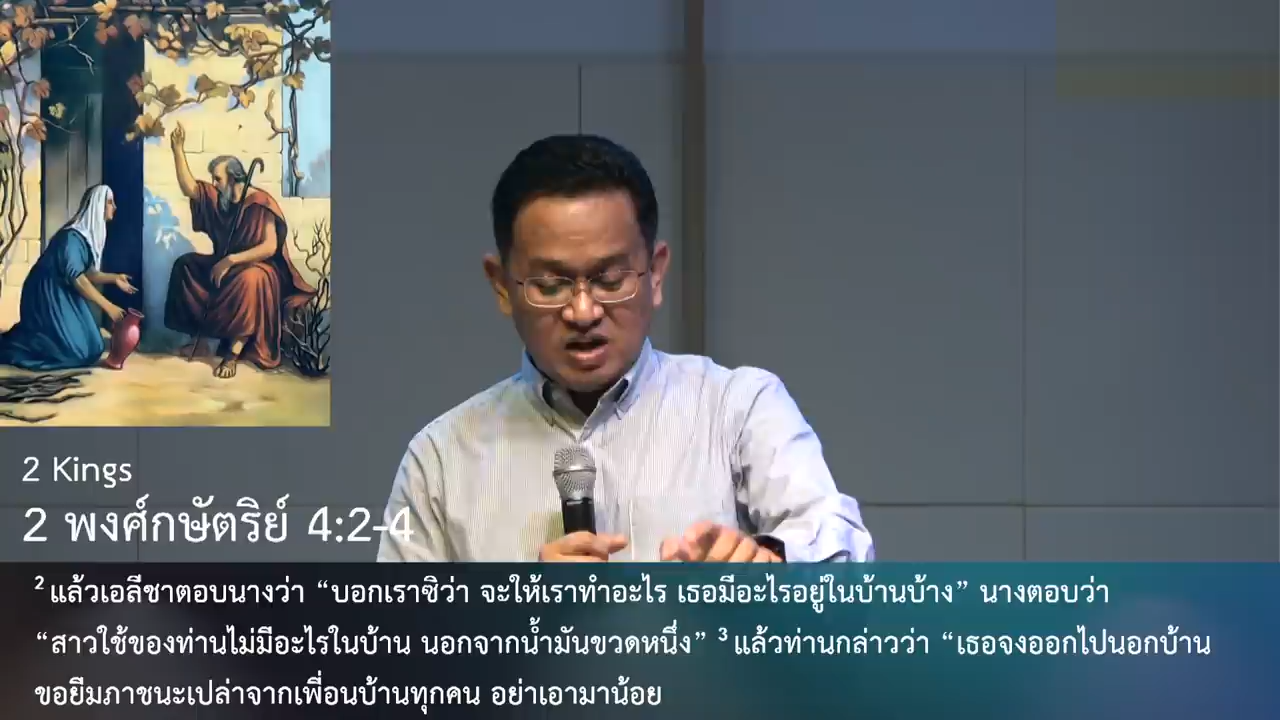 2 Kings
2 พงศ์กษัตริย์ 4:2-4
2 แล้วเอลีชาตอบนางว่า “บอกเราซิว่า จะให้เราทำอะไร เธอมีอะไรอยู่ในบ้านบ้าง” นางตอบว่า
“สาวใช้ของท่านไม่มีอะไรในบ้าน นอกจากน้ำมันขวดหนึ่ง” 3 แล้วท่านกล่าวว่า “เธอจงออกไปนอกบ้าน
ขอยืมภาชนะเปล่าจากเพื่อนบ้านทุกคน อย่าเอามาน้อย